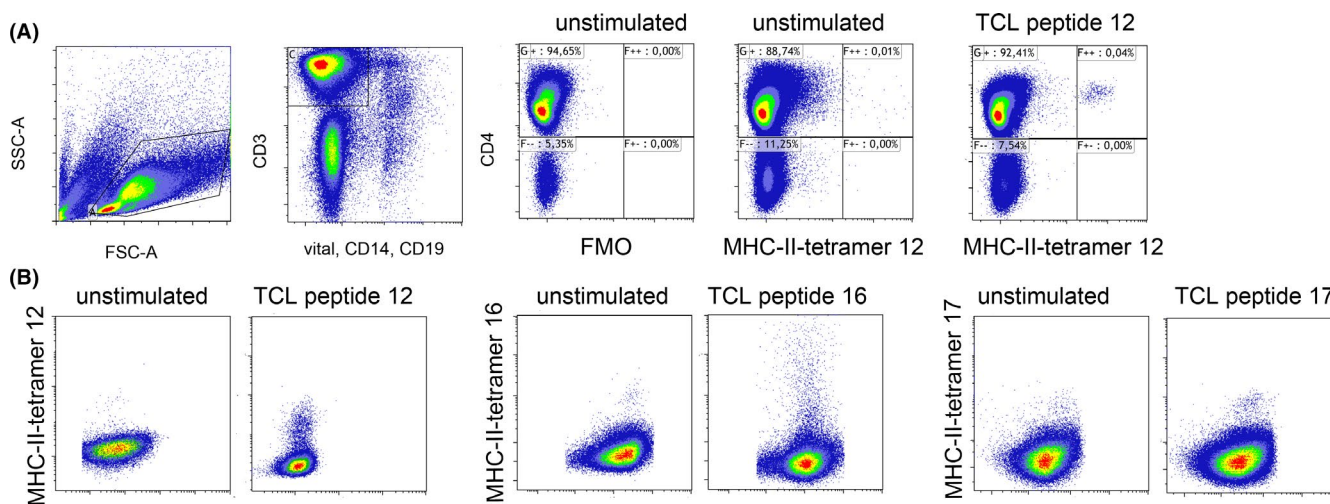 (A)
unstimulated
unstimulated
TCL peptide 12
SSC-A
FSC-A
A
CD3
C
vital, CD14, CD19
CD4
G+ : 94,65%
F++ : 0,00%
F-- : 5,35%
F+- : 0,00%
FMO
G+ : 88,74%
F++ : 0,01%
F-- : 11,25%
F+- : 0,00%
MHC-II-tetramer 12
G+ : 92,41%
F++ : 0,04%
F-- : 7,54%
F+- : 0,00%
MHC-II-tetramer 12
(B)
unstimulated
TCL peptide 12
MHC-II-tetramer 12
unstimulated
TCL peptide 16
MHC-II-tetramer 16
unstimulated
TCL peptide 17
MHC-II-tetramer 17